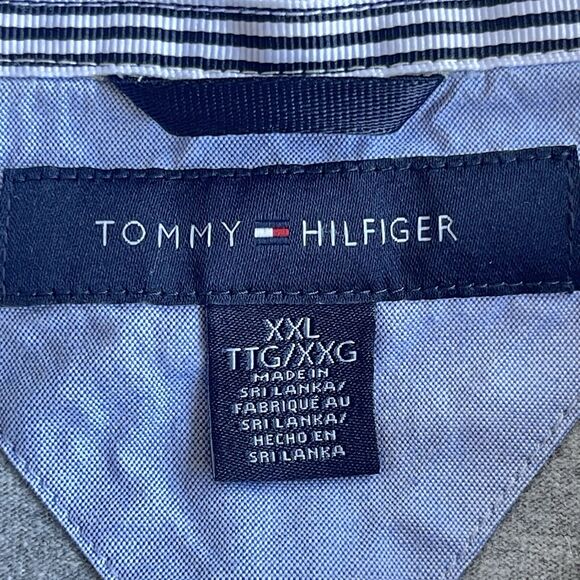 TOMMY HILFIGER
XXL
TTG/XXG
MADE IN
SRI LANKA/
FABRIQUÉ AU
SRI LANKA/
HECHO EN
SRI LANKA